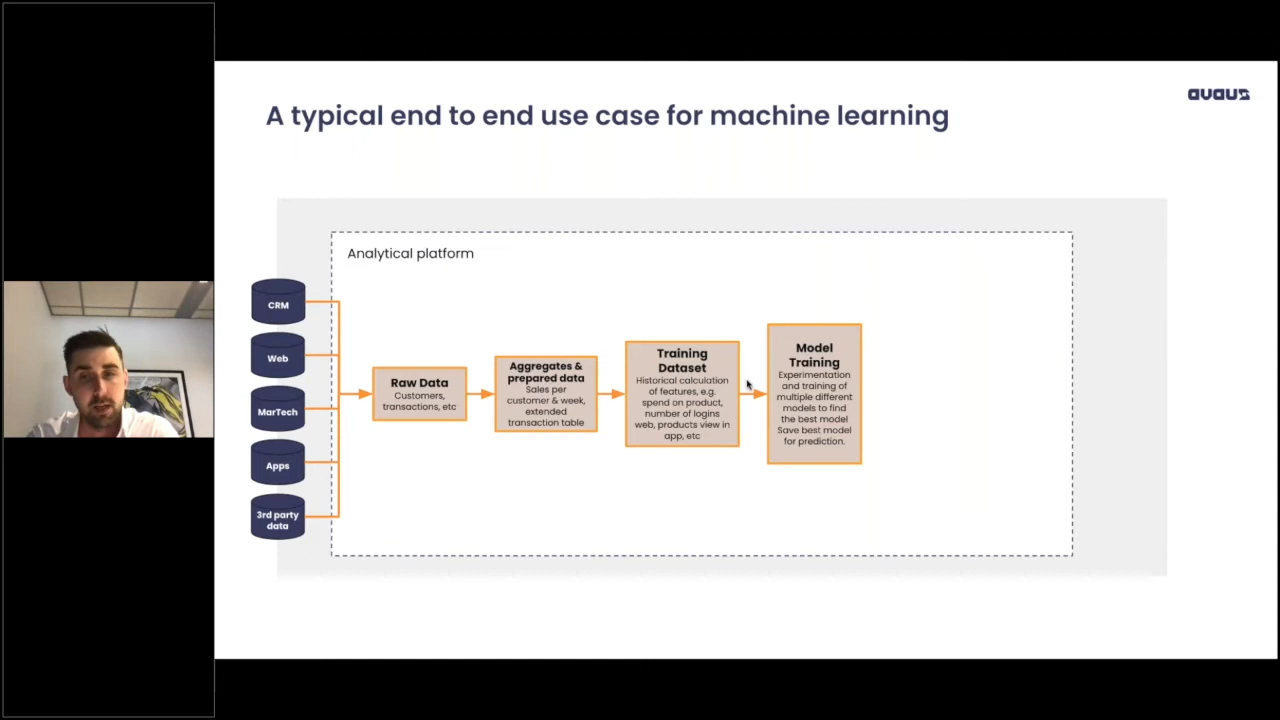 avaus
A typical end to end use case for machine learning
Analytical platform
CRM
Web
MarTech
Apps
3rd party
data
Raw Data
Customers,
transactions, etc
Aggregates &
prepared data
Sales per
customer & week,
extended
transaction table
Training
Dataset
Historical calculation
of features, e.g.
spend on product,
number of logins
web, products view in
app, etc
Model
Training
Experimentation
and training of
multiple different
models to find
the best model
Save best model
for prediction.